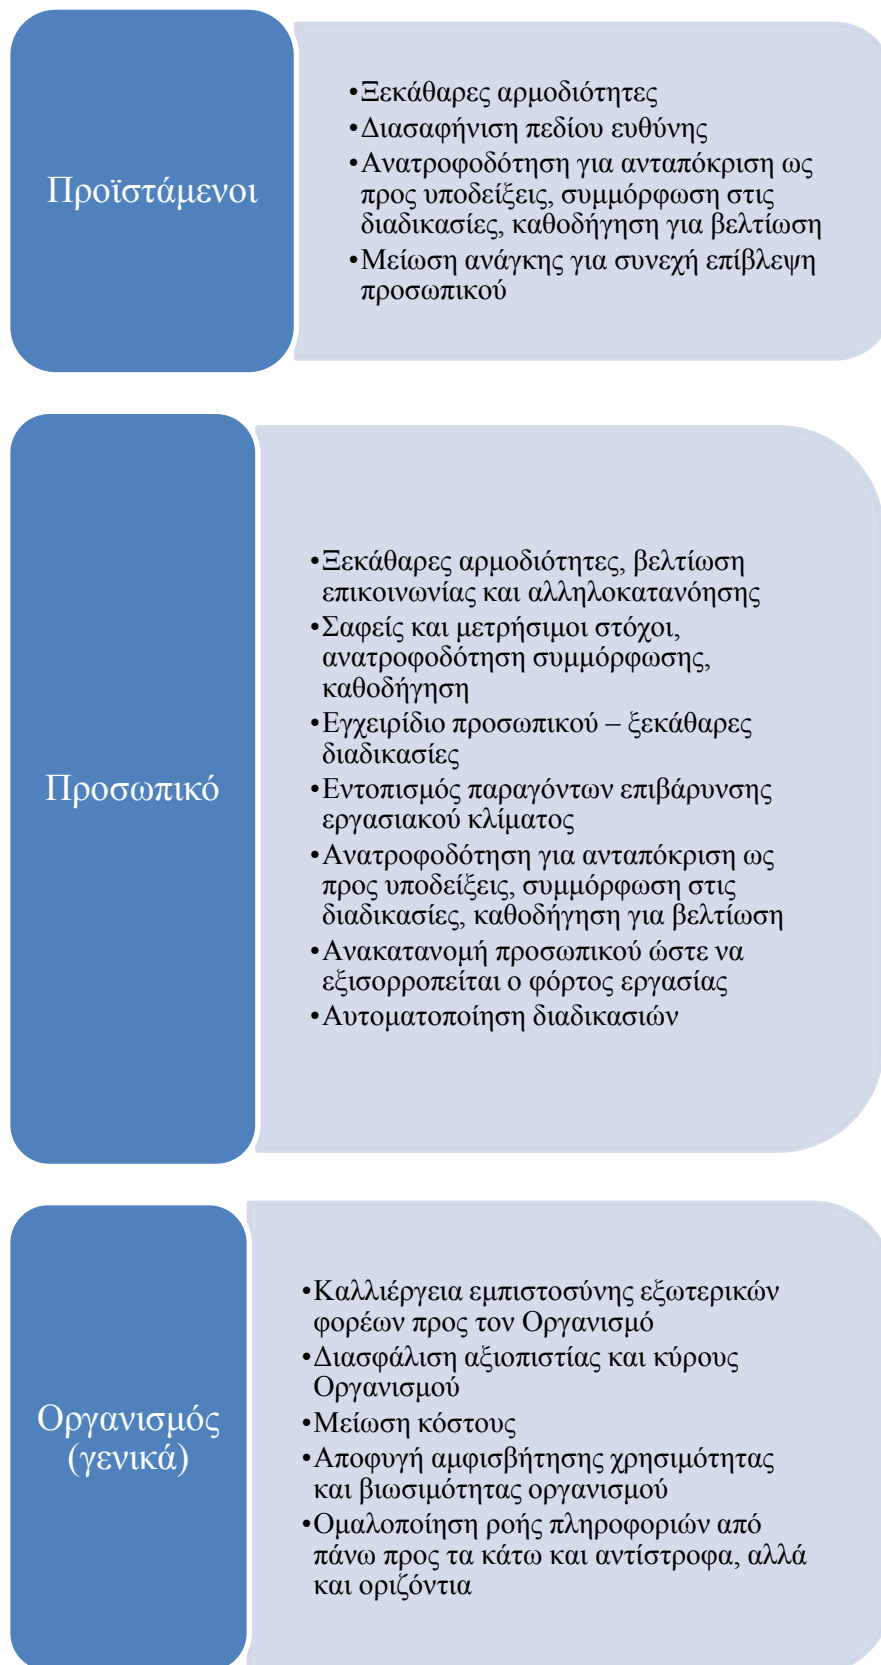 Προϊστάμενοι
•Ξεκάθαρες αρμοδιότητες
•Διασαφήνιση πεδίου ευθύνης
•Ανατροφοδότηση για ανταπόκριση ως
προς υποδείξεις, συμμόρφωση στις
διαδικασίες, καθοδήγηση για βελτίωση
•Μείωση ανάγκης για συνεχή επίβλεψη
προσωπικού
Προσωπικό
•Ξεκάθαρες αρμοδιότητες, βελτίωση
επικοινωνίας και αλληλοκατανόησης
•Σαφείς και μετρήσιμοι στόχοι,
ανατροφοδότηση συμμόρφωσης,
καθοδήγηση
•Εγχειρίδιο προσωπικού – ξεκάθαρες
διαδικασίες
•Εντοπισμός παραγόντων επιβάρυνσης
εργασιακού κλίματος
•Ανατροφοδότηση για ανταπόκριση ως
προς υποδείξεις, συμμόρφωση στις
διαδικασίες, καθοδήγηση για βελτίωση
•Ανακατανομή προσωπικού ώστε να
εξισορροπείται ο φόρτος εργασίας
•Αυτοματοποίηση διαδικασιών
Οργανισμός
(γενικά)
•Καλλιέργεια εμπιστοσύνης εξωτερικών
φορέων προς τον Οργανισμό
•Διασφάλιση αξιοπιστίας και κύρους
Οργανισμού
•Μείωση κόστους
•Αποφυγή αμφισβήτησης χρησιμότητας
και βιωσιμότητας οργανισμού
•Ομαλοποίηση ροής πληροφοριών από
πάνω προς τα κάτω και αντίστροφα, αλλά
και οριζόντια